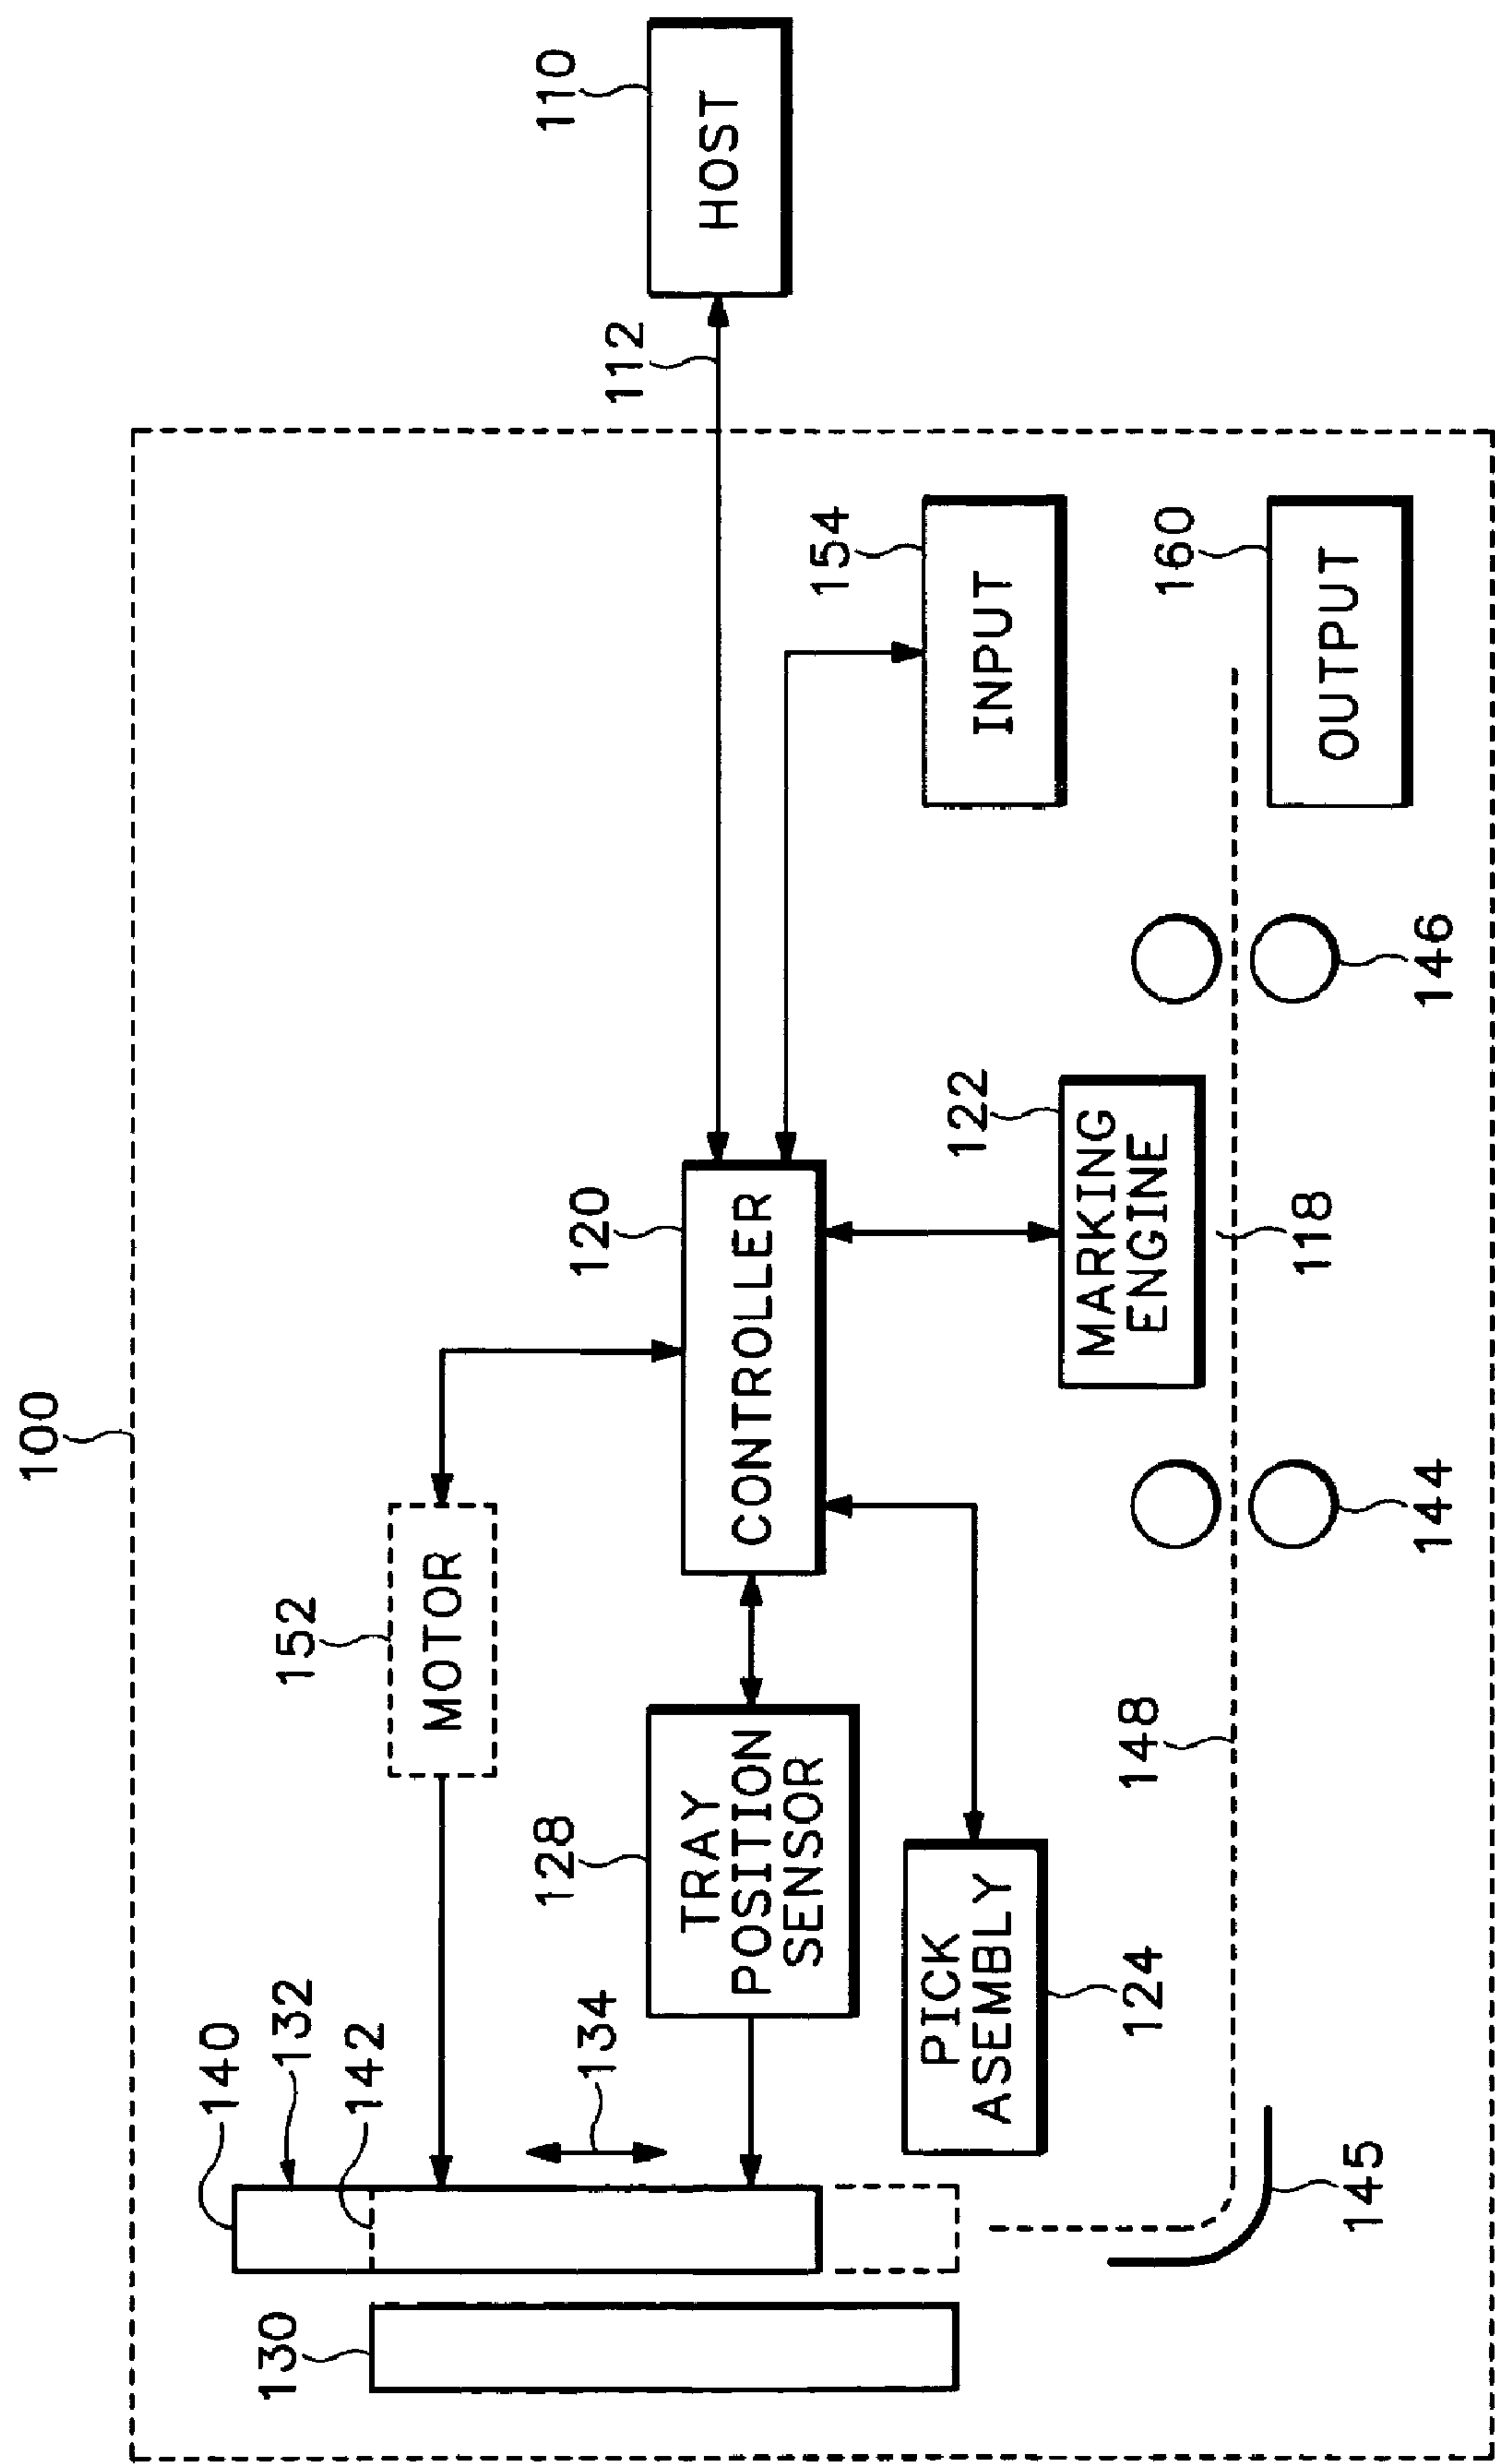 100
110
HOST
112
120
CONTROLLER
152
MOTOR
154
INPUT
160
OUTPUT
122
MARKING
ENGINE
118
146
144
128
TRAY
POSITION
SENSOR
148
PICK
ASEMBLY
124
134
140
132
142
130
145